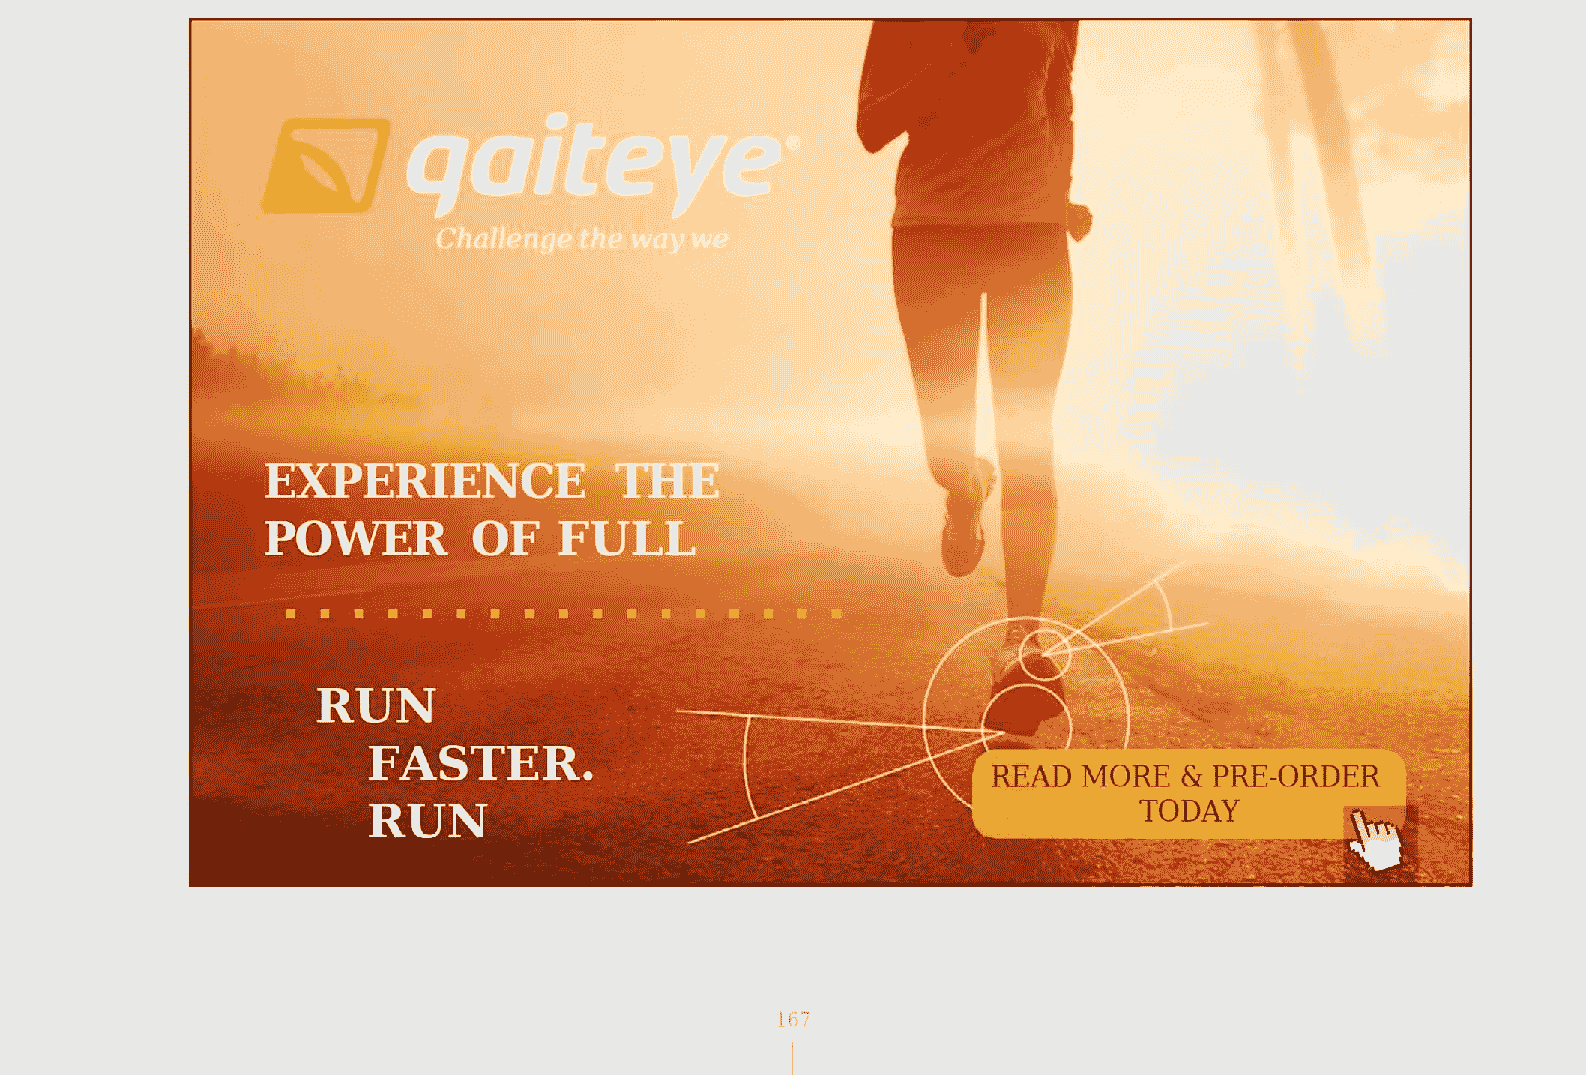 gaiteye®
Challenge the way we
EXPERIENCE THE
POWER OF FULL
RUN
FASTER.
RUN
READ MORE & PRE-ORDER
TODAY
167